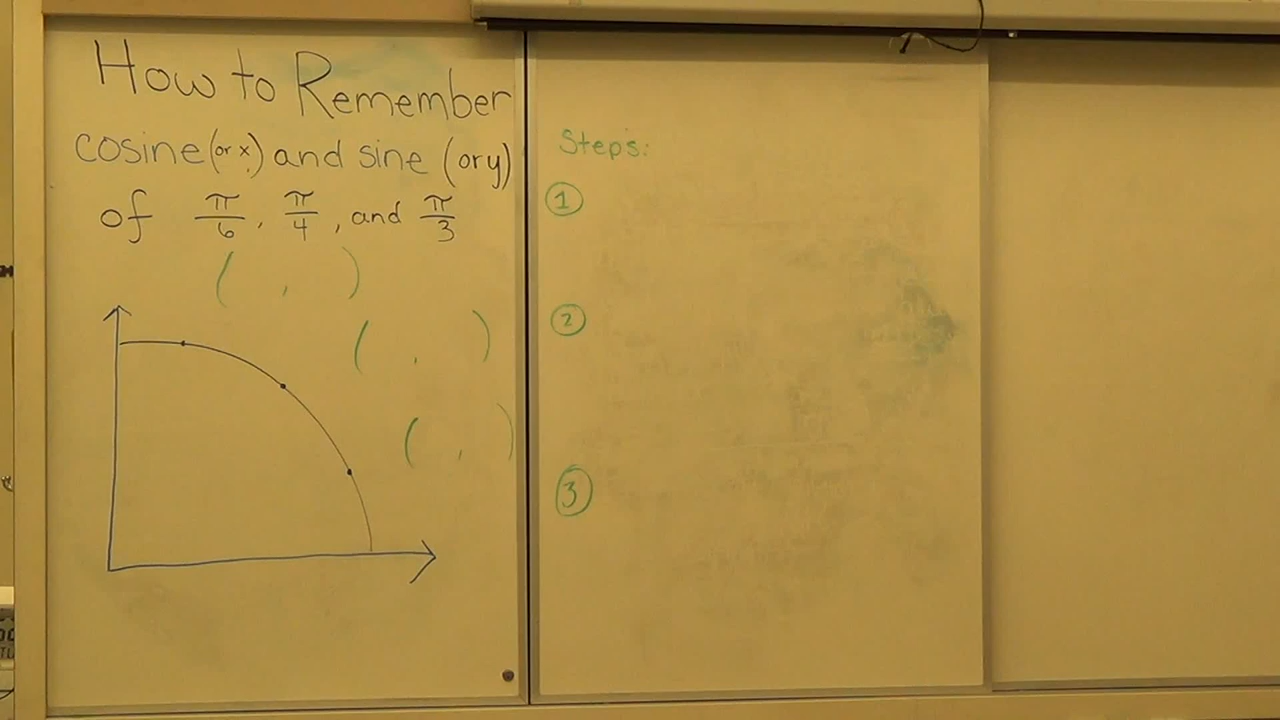 How to Remember
cosine (or x) and sine (or y)
of π/6, π/4, and π/3
( , )
( , )
( , )
Steps:
1
2
3